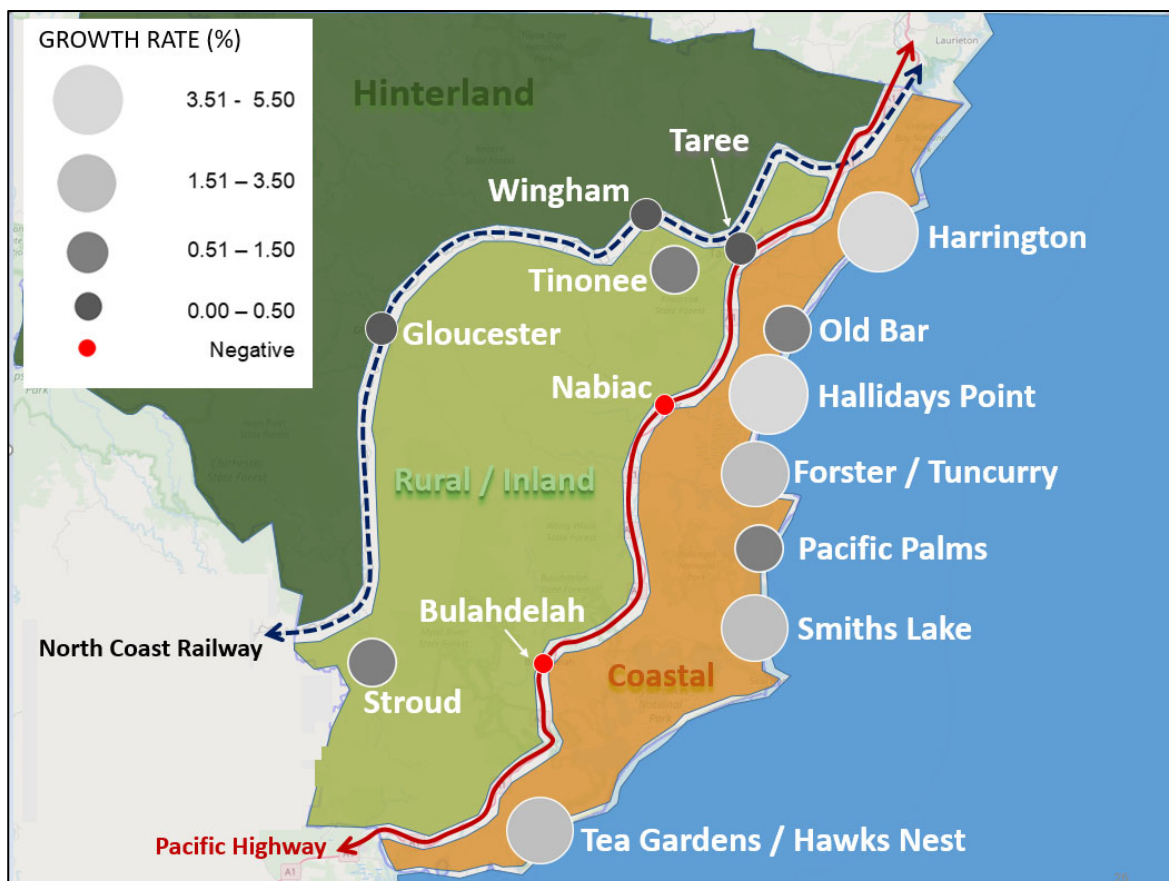 GROWTH RATE (%)
3.51 - 5.50
1.51 – 3.50
0.51 – 1.50
0.00 – 0.50
Negative
Laurieton
Hinterland
Taree
Wingham
Harrington
Tinonee
Gloucester
Old Bar
Nabiac
Hallidays Point
Rural / Inland
Forster / Tuncurry
Pacific Palms
Bulahdelah
Smiths Lake
North Coast Railway
Coastal
Stroud
Pacific Highway
Tea Gardens / Hawks Nest
A1